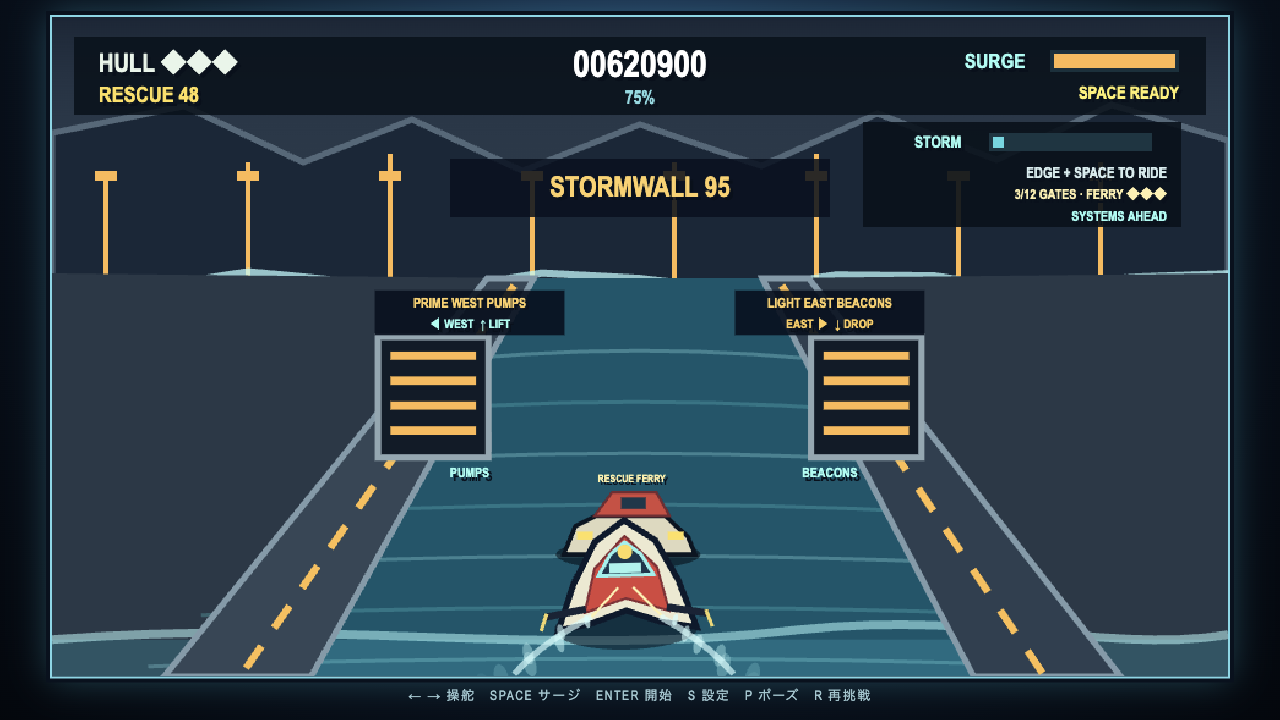 HULL
00620900
SURGE
RESCUE 48
75%
SPACE READY
STORM
EDGE + SPACE TO RIDE
STORMWALL 95
3/12 GATES · FERRY ◆◆◆
SYSTEMS AHEAD
PRIME WEST PUMPS
◀ WEST ↑ LIFT
LIGHT EAST BEACONS
EAST ▶ ↓ DROP
PUMPS
RESCUE FERRY
BEACONS
← → 操舵 SPACE サージ ENTER 開始 S 設定 P ポーズ R 再挑戦